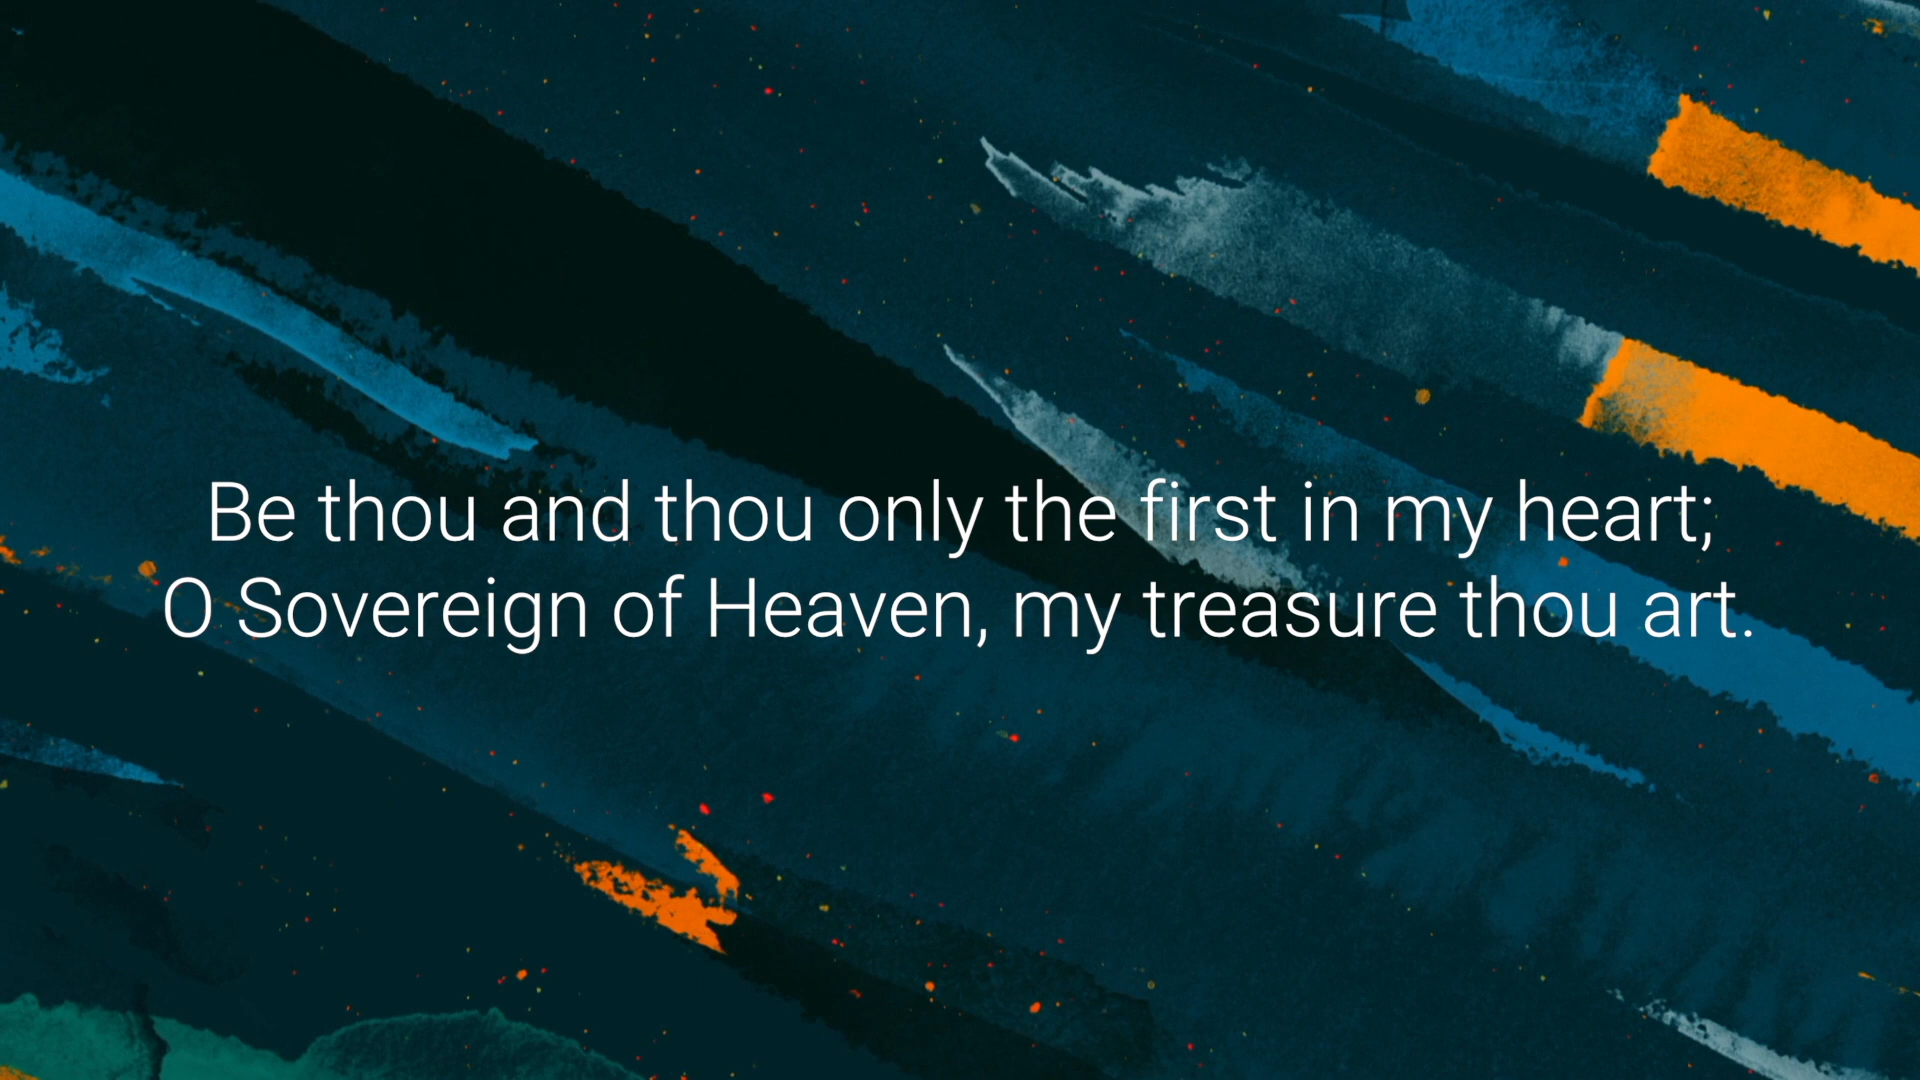 Be thou and thou only the first in my heart;
O Sovereign of Heaven, my treasure thou art.